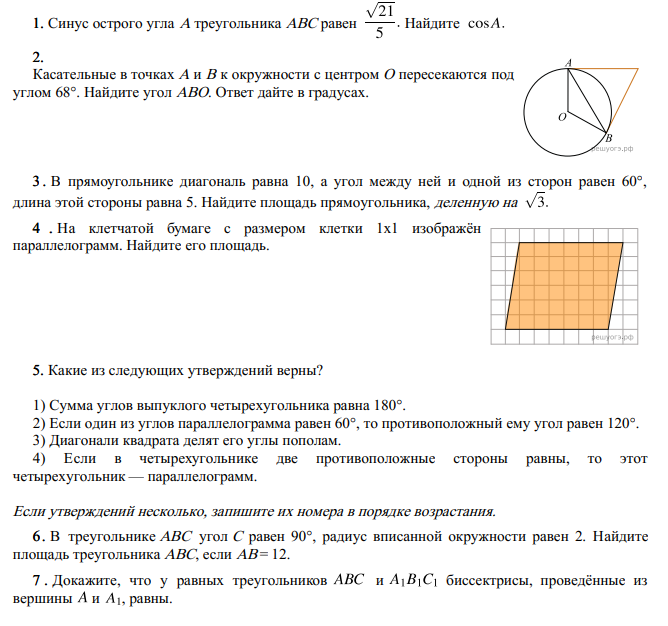 1. Синус острого угла A треугольника ABC равен √21/5. Найдите cosA.
2.
Касательные в точках A и B к окружности с центром O пересекаются под
углом 68°. Найдите угол ABO. Ответ дайте в градусах.
A
O
B
решуогэ.рф
3. В прямоугольнике диагональ равна 10, а угол между ней и одной из сторон равен 60°,
длина этой стороны равна 5. Найдите площадь прямоугольника, деленную на √3.
4 . На клетчатой бумаге с размером клетки 1x1 изображён
параллелограмм. Найдите его площадь.
решуогэ.рф
5. Какие из следующих утверждений верны?
1) Сумма углов выпуклого четырехугольника равна 180°.
2) Если один из углов параллелограмма равен 60°, то противоположный ему угол равен 120°.
3) Диагонали квадрата делят его углы пополам.
4) Если в четырехугольнике две противоположные стороны равны, то этот
четырехугольник — параллелограмм.
Если утверждений несколько, запишите их номера в порядке возрастания.
6. В треугольнике ABC угол C равен 90°, радиус вписанной окружности равен 2. Найдите
площадь треугольника ABC, если AB = 12.
7 . Докажите, что у равных треугольников ABC и A₁B₁C₁ биссектрисы, проведённые из
вершины A и A₁, равны.